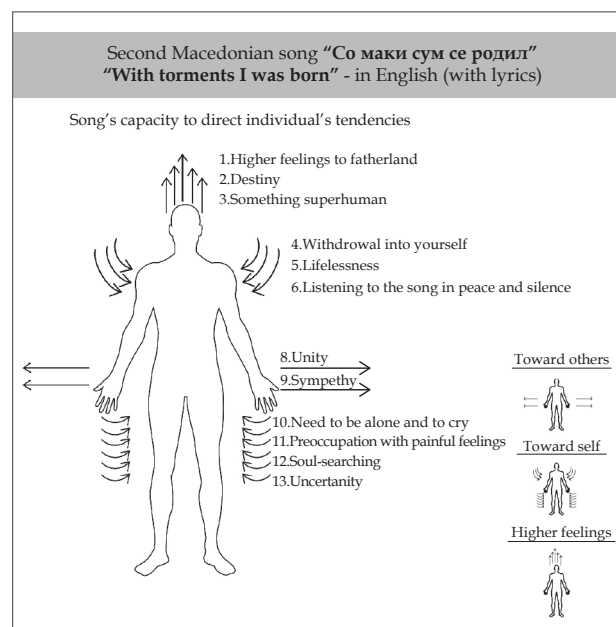 Second Macedonian song “Со маки сум се родил”
“With torments I was born” - in English (with lyrics)
Song’s capacity to direct individual’s tendencies
1.Higher feelings to fatherland
2.Destiny
3.Something superhuman
4.Withdrowal into yourself
5.Lifelessness
6.Listening to the song in peace and silence
8.Unity
9.Sympethy
10.Need to be alone and to cry
11.Preoccupation with painful feelings
12.Soul-searching
13.Uncertanity
Toward others
Toward self
Higher feelings